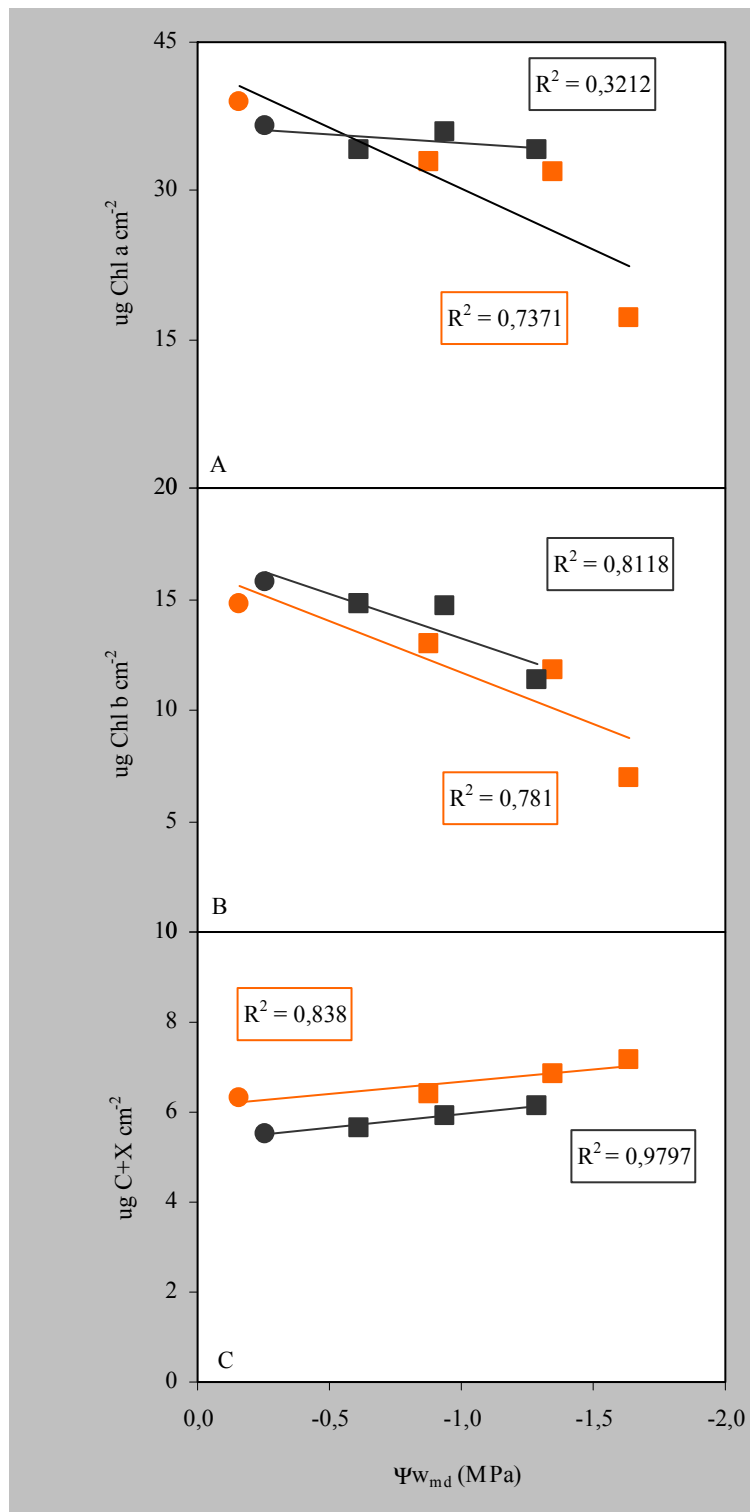 45
R² = 0,3212
30
ug Chl a cm⁻²
R² = 0,7371
15
A
20
R² = 0,8118
15
ug Chl b cm⁻²
10
R² = 0,781
5
B
10
R² = 0,838
8
6
ug C+X cm⁻²
R² = 0,9797
4
2
C
0
0,0 -0,5 -1,0 -1,5 -2,0
Ψw md (MPa)